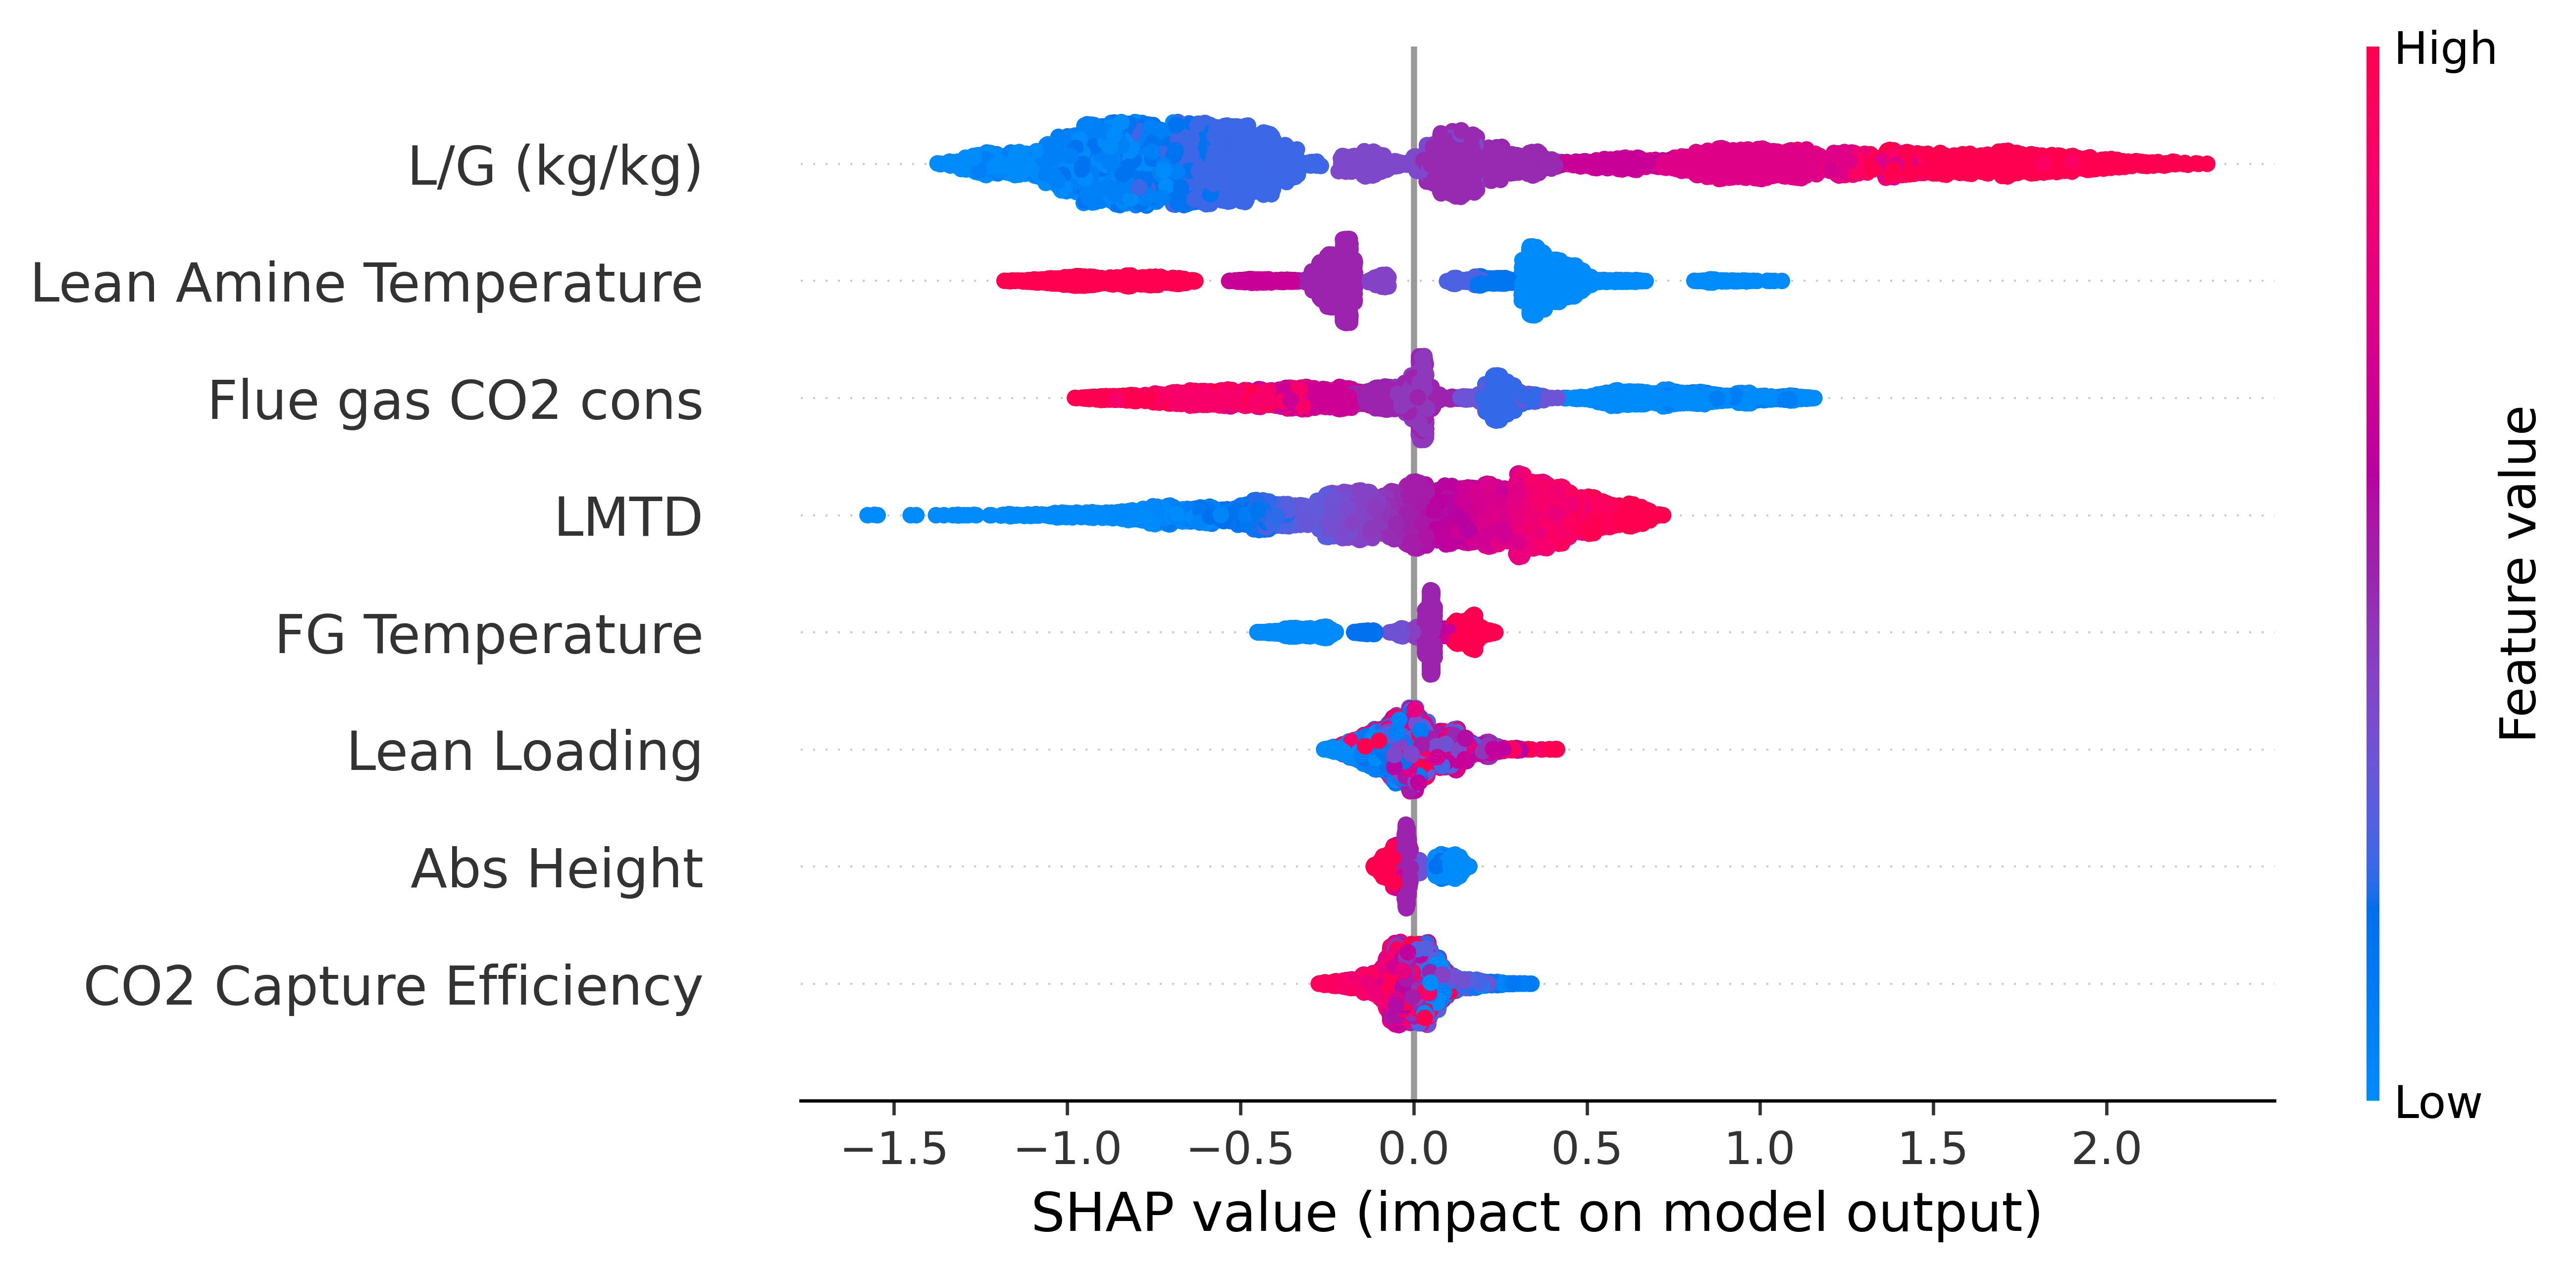 High
L/G (kg/kg)
Lean Amine Temperature
Flue gas CO2 cons
LMTD
FG Temperature
Lean Loading
Abs Height
CO2 Capture Efficiency
Feature value
Low
−1.5 −1.0 −0.5 0.0 0.5 1.0 1.5 2.0
SHAP value (impact on model output)